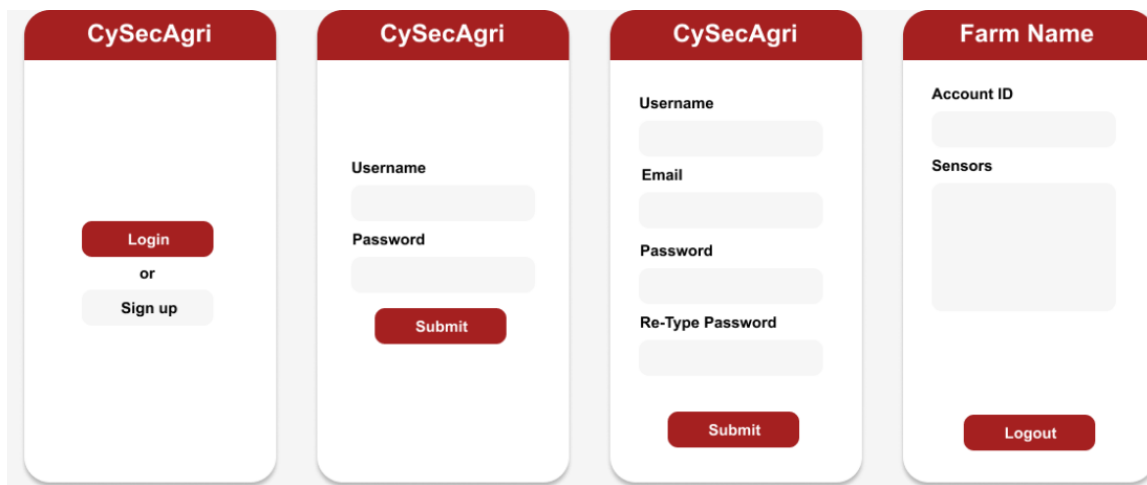 CySecAgri
Login
or
Sign up
CySecAgri
Username
Password
Submit
CySecAgri
Username
Email
Password
Re-Type Password
Submit
Farm Name
Account ID
Sensors
Logout